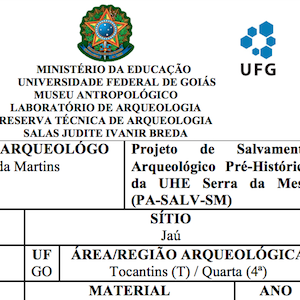 UFG
MINISTÉRIO DA EDUCAÇÃO
UNIVERSIDADE FEDERAL DE GOIÁS
MUSEU ANTROPOLÓGICO
LABORATÓRIO DE ARQUEOLOGIA
RESERVA TÉCNICA DE ARQUEOLOGIA
SALAS JUDITE IVANIR BREDA
ARQUEOLÓGO
da Martins
Projeto de Salvament
Arqueológico Pré-Históric
da UHE Serra da Mes
(PA-SALV-SM)
SÍTIO
Jaú
UF
GO
ÁREA/REGIÃO ARQUEOLÓGICA
Tocantins (T) / Quarta (4ª)
MATERIAL
ANO